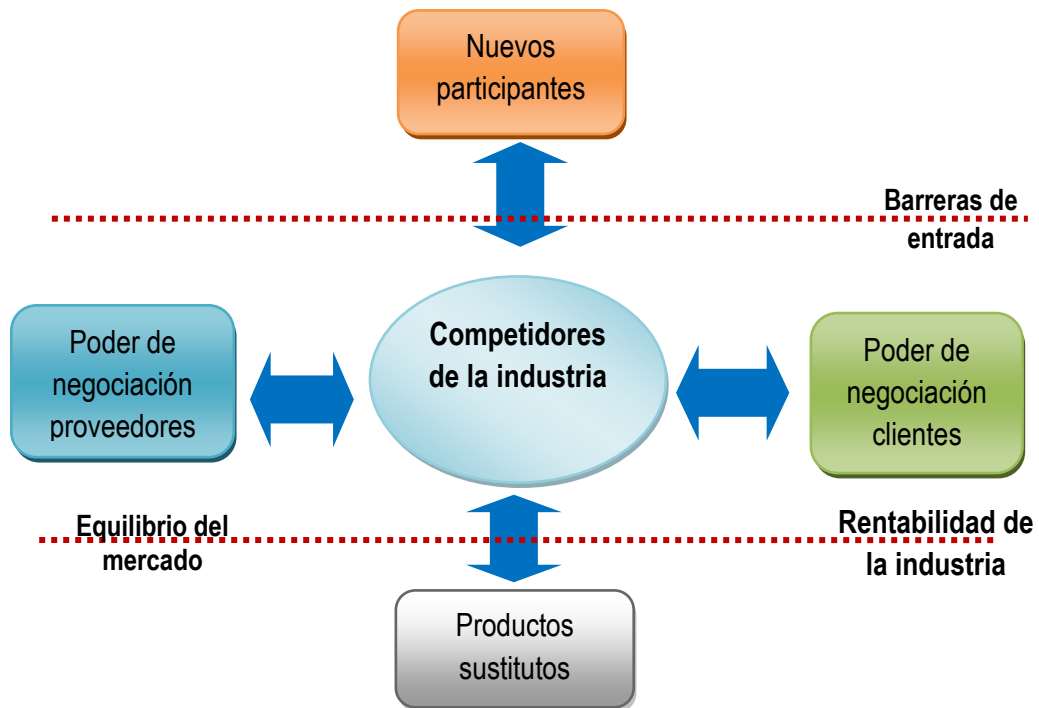 Nuevos
participantes
Barreras de
entrada
Competidores
de la industria
Poder de
negociación
proveedores
Poder de
negociación
clientes
Equilibrio del
mercado
Rentabilidad de
la industria
Productos
sustitutos